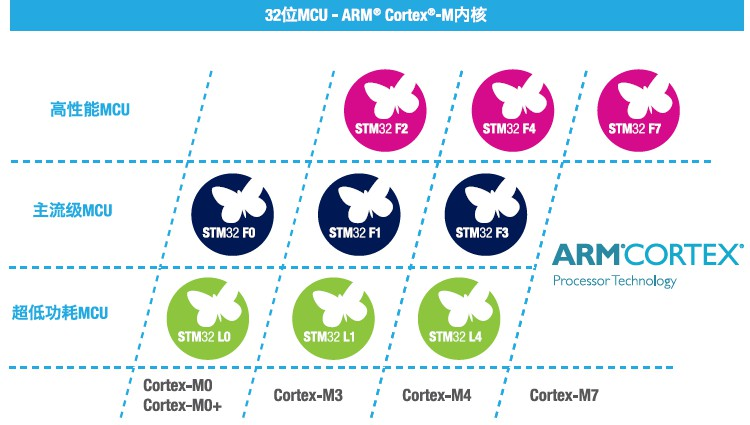 32位MCU - ARM® Cortex®-M内核
高性能MCU
STM32 F2
STM32 F4
STM32 F7
主流级MCU
STM32 F0
STM32 F1
STM32 F3
ARM®CORTEX®
Processor Technology
超低功耗MCU
STM32 L0
STM32 L1
STM32 L4
Cortex-M0
Cortex-M0+
Cortex-M3
Cortex-M4
Cortex-M7